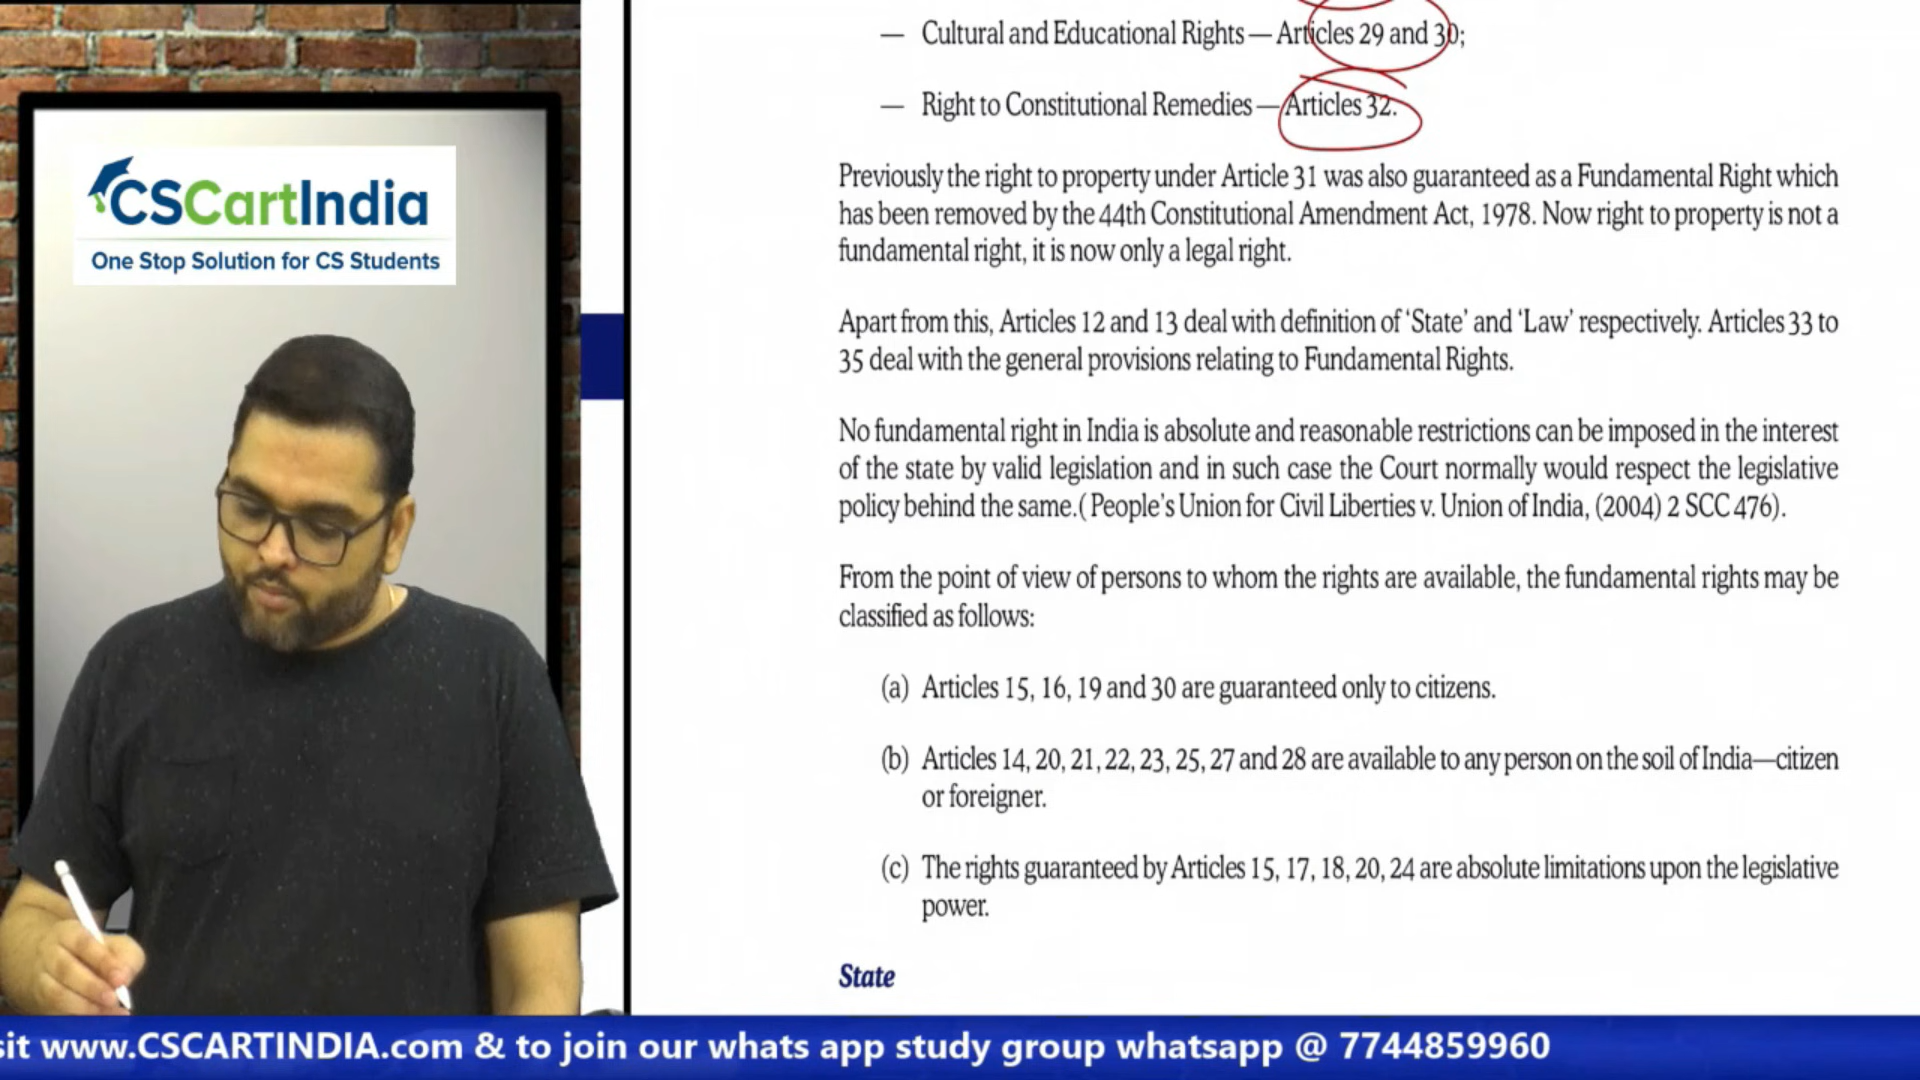 — Cultural and Educational Rights — Articles 29 and 30;
— Right to Constitutional Remedies — Articles 32.
CSCartIndia
One Stop Solution for CS Students
Previously the right to property under Article 31 was also guaranteed as a Fundamental Right which
has been removed by the 44th Constitutional Amendment Act, 1978. Now right to property is not a
fundamental right, it is now only a legal right.
Apart from this, Articles 12 and 13 deal with definition of ‘State’ and ‘Law’ respectively. Articles 33 to
35 deal with the general provisions relating to Fundamental Rights.
No fundamental right in India is absolute and reasonable restrictions can be imposed in the interest
of the state by valid legislation and in such case the Court normally would respect the legislative
policy behind the same.( People’s Union for Civil Liberties v. Union of India, (2004) 2 SCC 476).
From the point of view of persons to whom the rights are available, the fundamental rights may be
classified as follows:
(a) Articles 15, 16, 19 and 30 are guaranteed only to citizens.
(b) Articles 14, 20, 21, 22, 23, 25, 27 and 28 are available to any person on the soil of India—citizen
or foreigner.
(c) The rights guaranteed by Articles 15, 17, 18, 20, 24 are absolute limitations upon the legislative
power.
State
sit www.CSCARTINDIA.com & to join our whats app study group whatsapp @ 7744859960